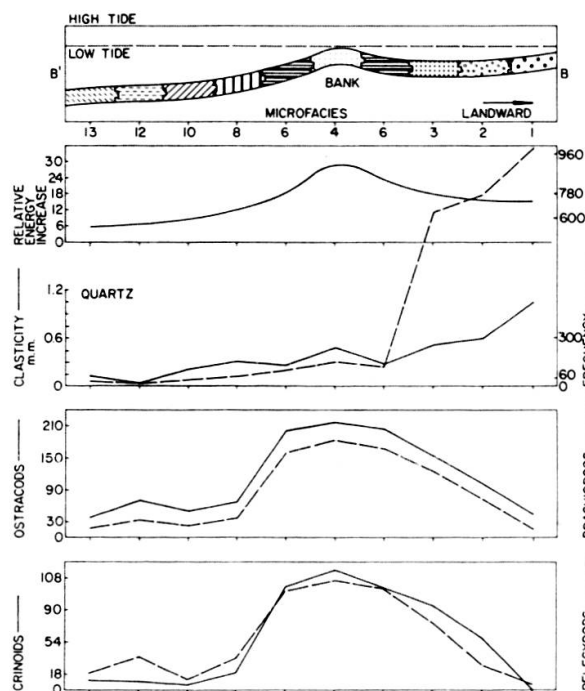 HIGH TIDE
LOW TIDE
B' B
BANK
MICROFACIES LANDWARD
13 12 10 8 6 4 6 3 2 1
RELATIVE ENERGY INCREASE
30
24
18
12
6
0
960
780
600
QUARTZ
CLASTICITY m.m.
1.2
0.6
0
300
60
0
FREQUENCY
OSTRACODS
210
150
90
30
0
CRINOIDS
108
90
54
18
0